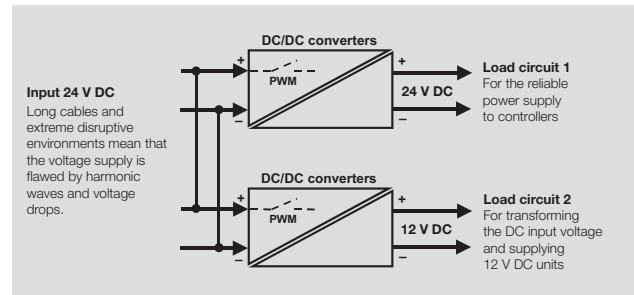 DC/DC converters
+
PWM
–
+
24 V DC
–
Load circuit 1
For the reliable
power supply
to controllers
Input 24 V DC
Long cables and
extreme disruptive
environments mean that
the voltage supply is
flawed by harmonic
waves and voltage
drops.
DC/DC converters
+
PWM
–
+
12 V DC
–
Load circuit 2
For transforming
the DC input voltage
and supplying
12 V DC units